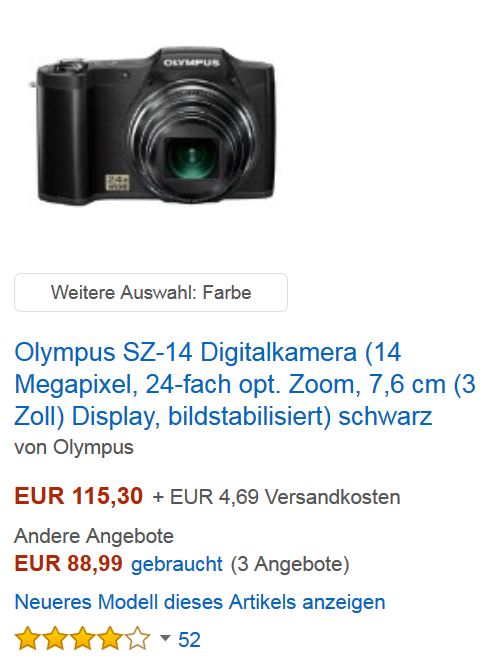 OLYMPUS
24x
Weitere Auswahl: Farbe
Olympus SZ-14 Digitalkamera (14
Megapixel, 24-fach opt. Zoom, 7,6 cm (3
Zoll) Display, bildstabilisiert) schwarz
von Olympus
EUR 115,30 + EUR 4,69 Versandkosten
Andere Angebote
EUR 88,99 gebraucht (3 Angebote)
Neueres Modell dieses Artikels anzeigen
52